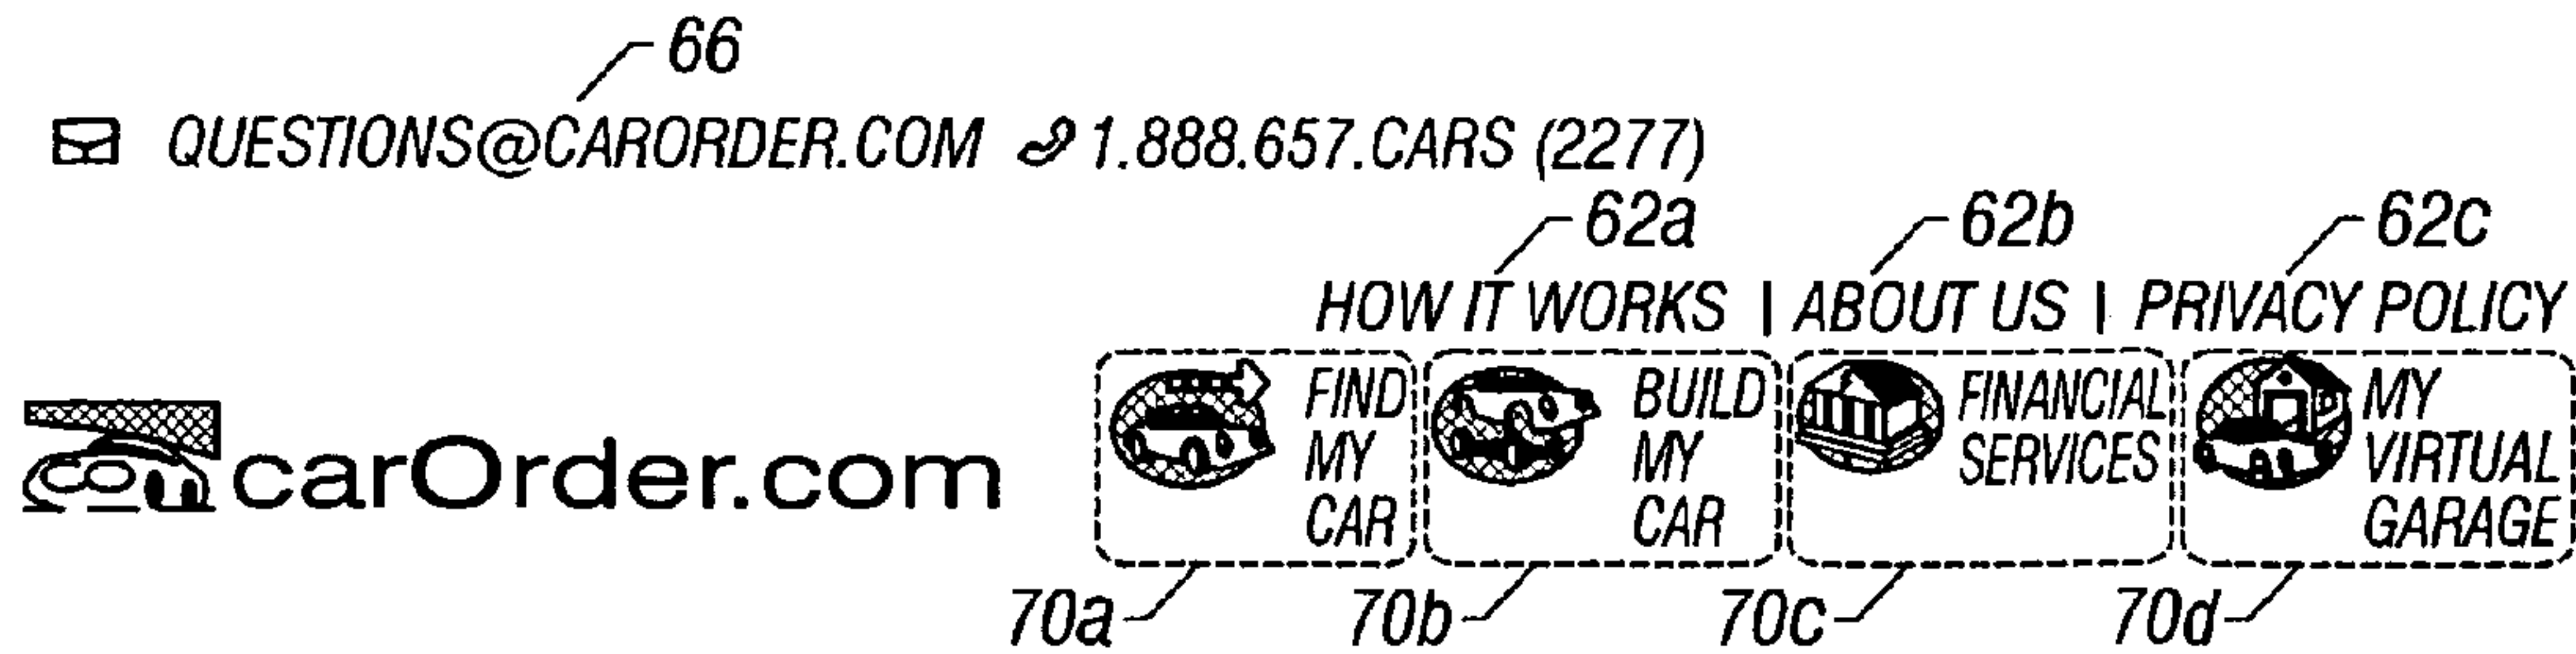 66
QUESTIONS@CARORDER.COM 1.888.657.CARS (2277)
62a 62b 62c
HOW IT WORKS | ABOUT US | PRIVACY POLICY
carOrder.com
FIND MY CAR
BUILD MY CAR
FINANCIAL SERVICES
MY VIRTUAL GARAGE
70a 70b 70c 70d